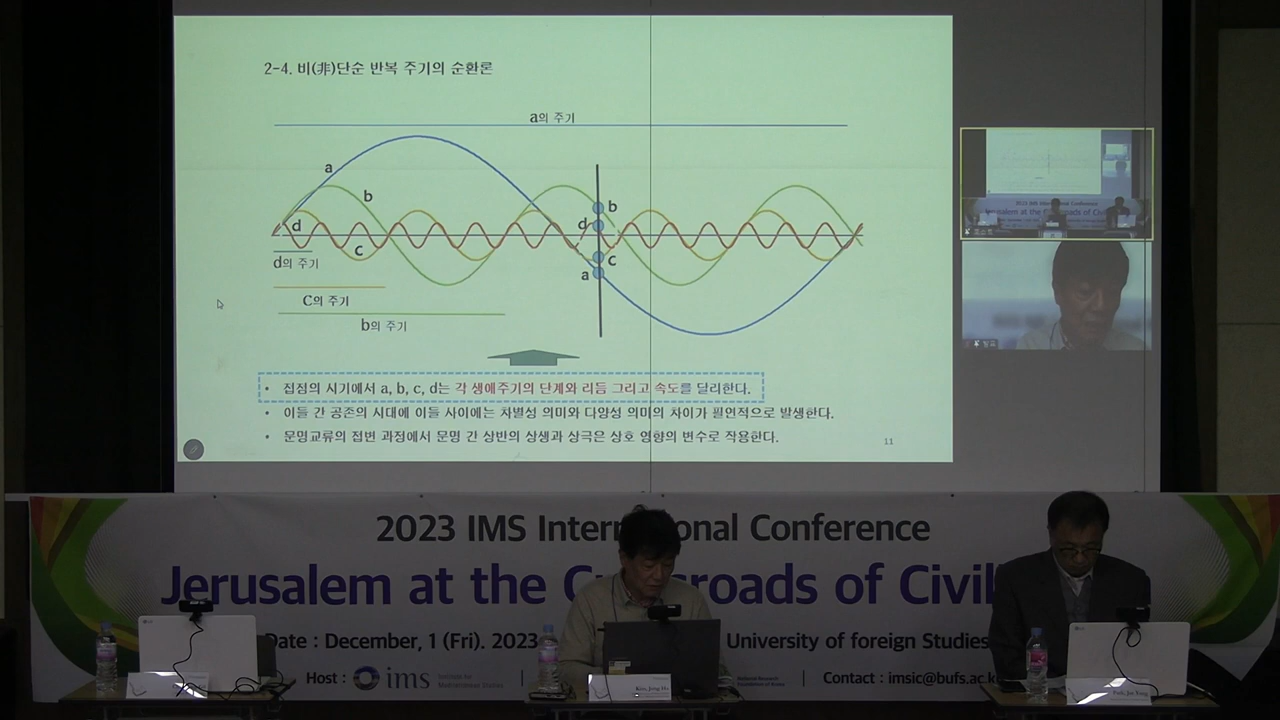 2-4. 비(非)단순 반복 주기의 순환론
a의 주기
a
b
d
c
b
d
c
a
d의 주기
C의 주기
b의 주기
• 접점의 시기에서 a, b, c, d는 각 생애주기의 단계와 리듬 그리고 속도를 달리한다.
• 이들 간 공존의 시대에 이들 사이에는 차별성 의미와 다양성 의미의 차이가 필연적으로 발생한다.
• 문명교류의 접변 과정에서 문명 간 상반의 상생과 상극은 상호 영향의 변수로 작용한다.
11
2023 IMS International Conference
Jerusalem at the Crossroads of Civil
Date : December, 1 (Fri). 2023
University of foreign Studies
Host : ims
Contact : imsic@bufs.ac.k